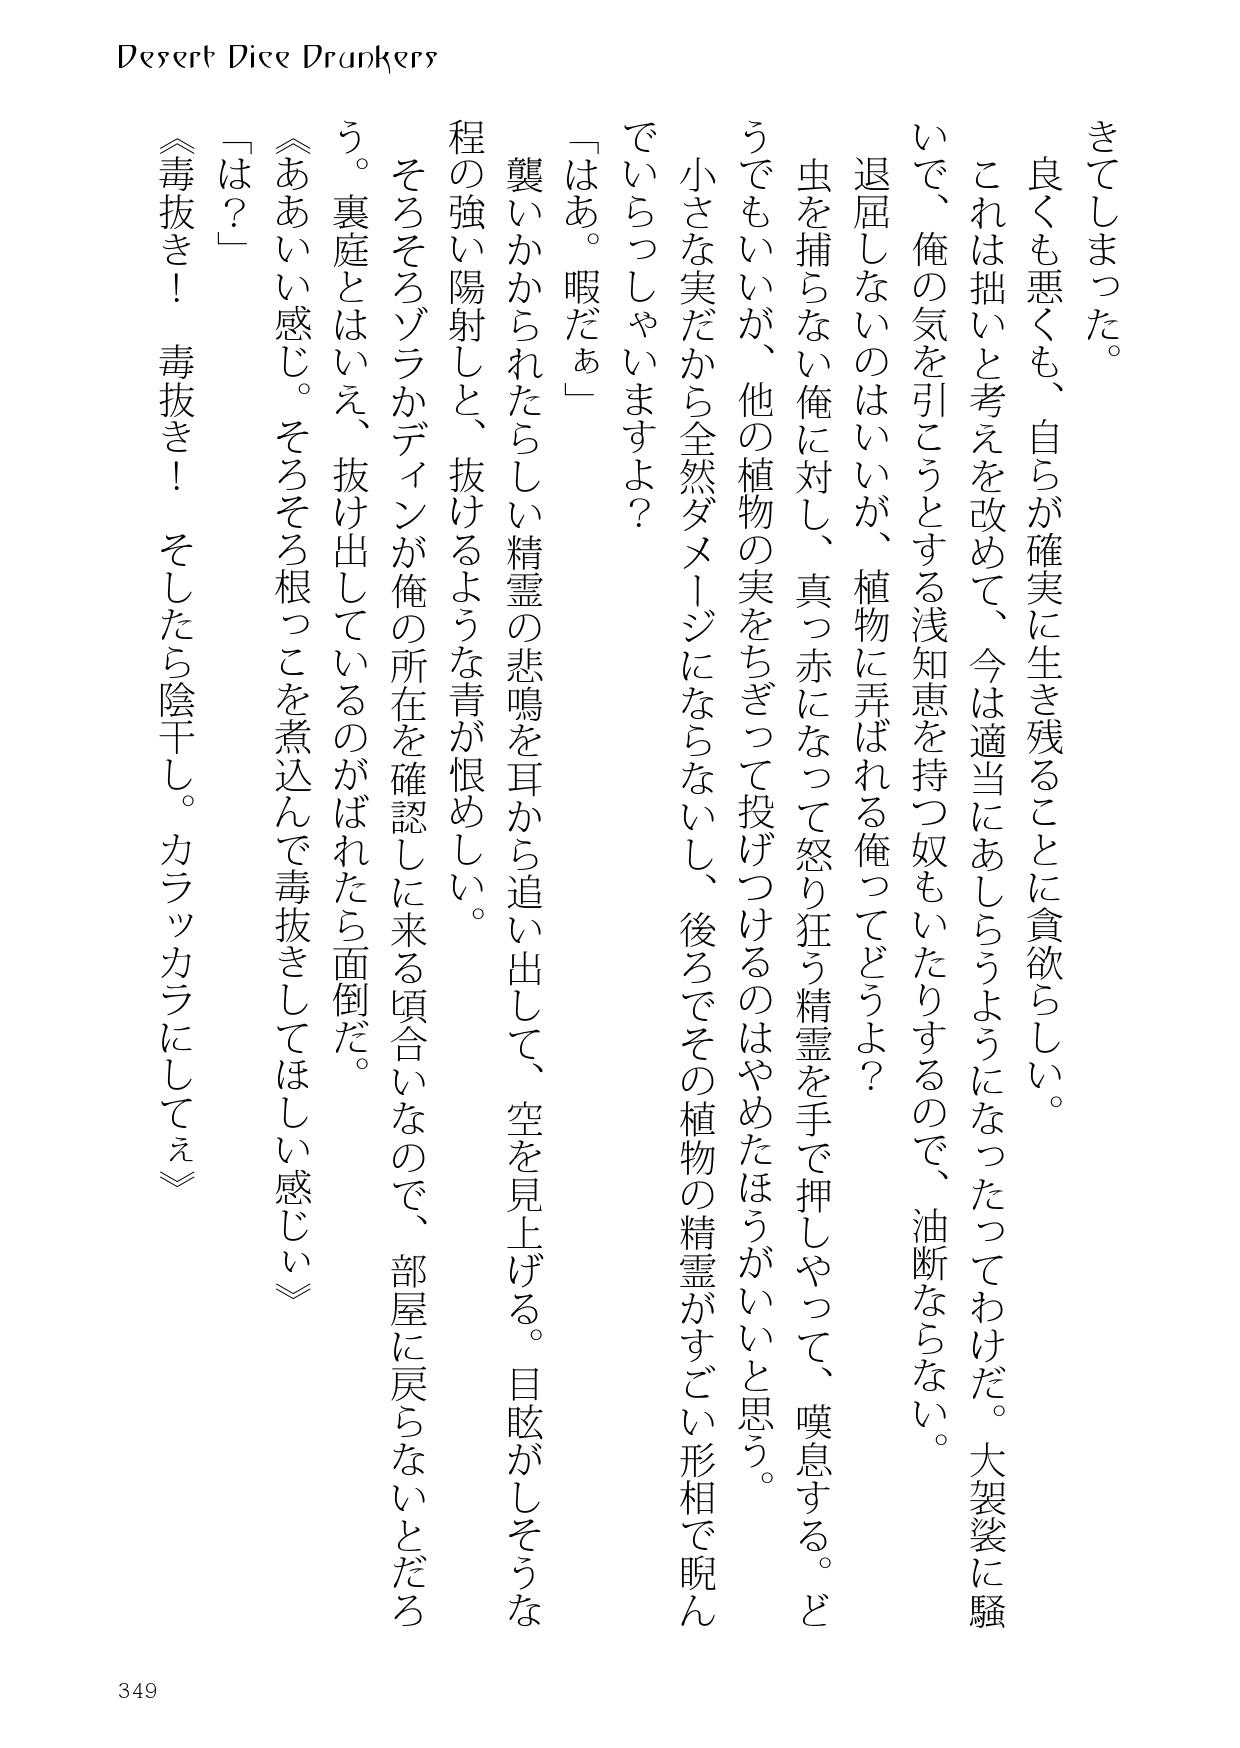 Desert Dice Drunkers
きてしまった。
　良くも悪くも、自らが確実に生き残ることに貪欲らしい。
　これは拙いと考えを改めて、今は適当にあしらうようになったってわけだ。大袈裟に騒
いで、俺の気を引こうとする浅知恵を持つ奴もいたりするので、油断ならない。
　退屈しないのはいいが、植物に弄ばれる俺ってどうよ？
　虫を捕らない俺に対し、真っ赤になって怒り狂う精霊を手で押しやって、嘆息する。ど
うでもいいが、他の植物の実をちぎって投げつけるのはやめたほうがいいと思う。
　小さな実だから全然ダメージにならないし、後ろでその植物の精霊がすごい形相で睨ん
でいらっしゃいますよ？
「はあ。暇だぁ」
　襲いかかられたらしい精霊の悲鳴を耳から追い出して、空を見上げる。目眩がしそうな
程の強い陽射しと、抜けるような青が恨めしい。
　そろそろゾラかディンが俺の所在を確認しに来る頃合いなので、部屋に戻らないとだろ
う。裏庭とはいえ、抜け出しているのがばれたら面倒だ。
《ああいい感じ。そろそろ根っこを煮込んで毒抜きしてほしい感じぃ》
「は？」
《毒抜き！　毒抜き！　そしたら陰干し。カラッカラにしてぇ》
349